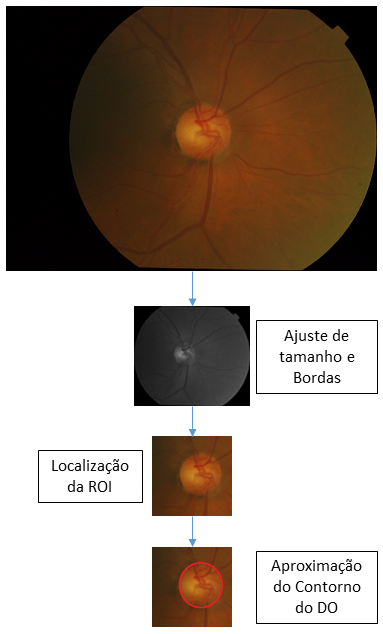 Ajuste de
tamanho e
Bordas
Localização
da ROI
Aproximação
do Contorno
do DO